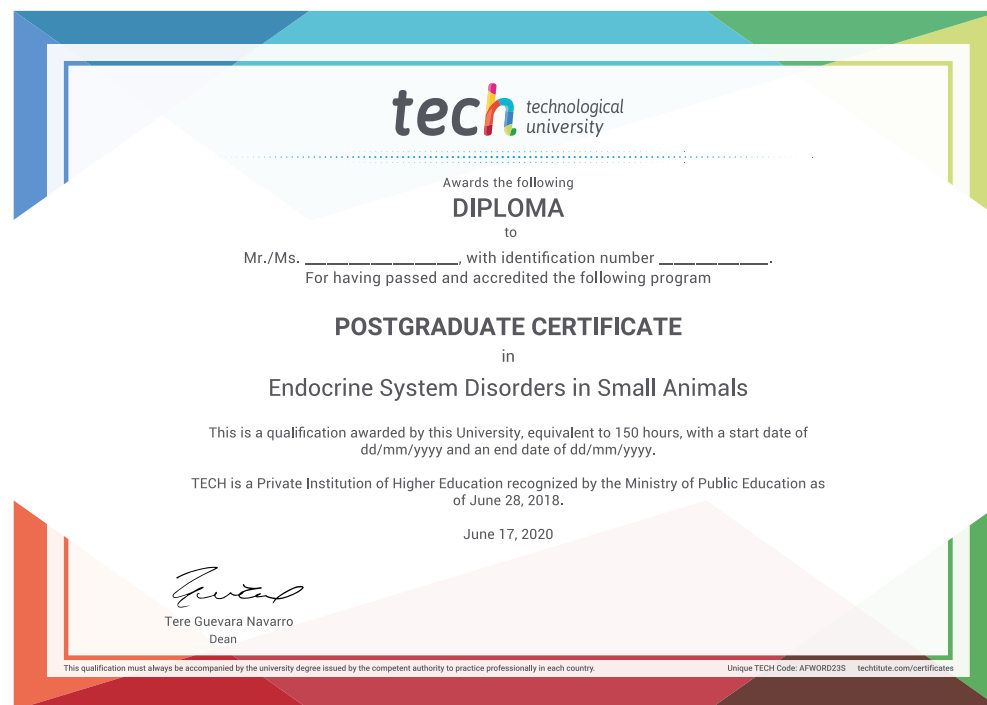 tech technological
university
Awards the following
DIPLOMA
to
Mr./Ms. _________________, with identification number ____________.
For having passed and accredited the following program
POSTGRADUATE CERTIFICATE
in
Endocrine System Disorders in Small Animals
This is a qualification awarded by this University, equivalent to 150 hours, with a start date of
dd/mm/yyyy and an end date of dd/mm/yyyy.
TECH is a Private Institution of Higher Education recognized by the Ministry of Public Education as
of June 28, 2018.
June 17, 2020
Tere Guevara Navarro
Dean
This qualification must always be accompanied by the university degree issued by the competent authority to practice professionally in each country.
Unique TECH Code: AFWORD23S techtitute.com/certificates